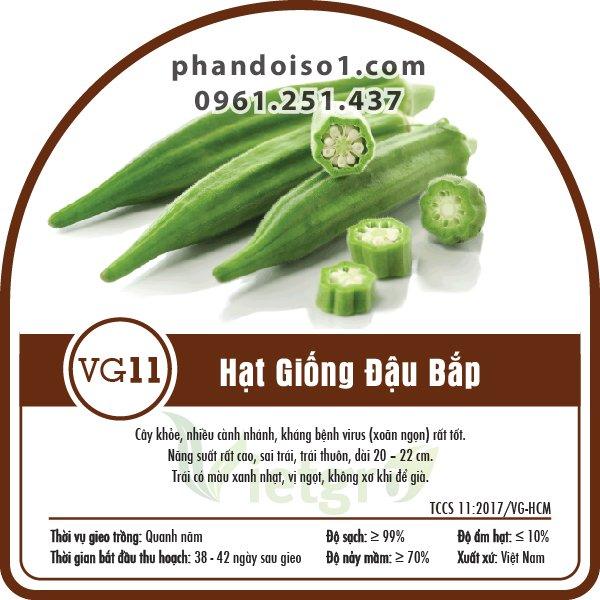 phandoiso1.com
0961.251.437
VG11
Hạt Giống Đậu Bắp
Cây khỏe, nhiều cành nhánh, kháng bệnh virus (xoăn ngọn) rất tốt.
Năng suất rất cao, sai trái, trái thuôn, dài 20 – 22 cm.
Trái có màu xanh nhạt, vị ngọt, không xơ khi để già.
Vietgro
TCCS 11:2017/VG-HCM
Thời vụ gieo trồng: Quanh năm Độ sạch: ≥ 99% Độ ẩm hạt: ≤ 10%
Thời gian bắt đầu thu hoạch: 38 - 42 ngày sau gieo Độ nảy mầm: ≥ 70% Xuất xứ: Việt Nam